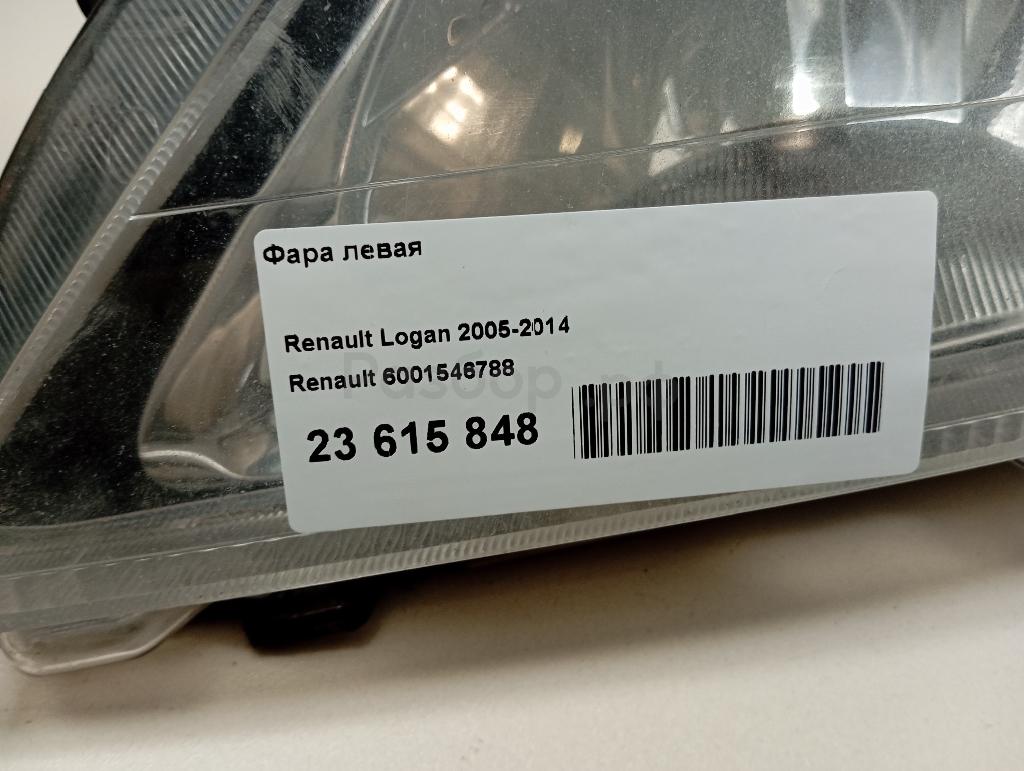 Фара левая
Renault Logan 2005-2014
Renault 6001546788
23 615 848